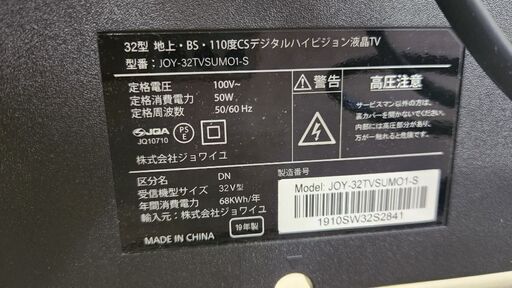 32型 地上・BS・110度CSデジタルハイビジョン液晶TV
型番：JOY-32TVSUMO1-S
定格電圧 100V~
定格消費電力 50W
定格周波数 50/60 Hz
JQA
JQ10710
PS
E
株式会社ジョワイユ
警告
高圧注意
サービスマン以外の方は、
裏カバーを開かないでください。
内部には高圧部分があり、
万が一触れると危険です。
区分名 DN
受信機型サイズ 32V型
年間消費電力 68KWh/年
輸入元：株式会社ジョワイユ
19年製
MADE IN CHINA
製造番号
Model: JOY-32TVSUMO1-S
1910SW32S2841